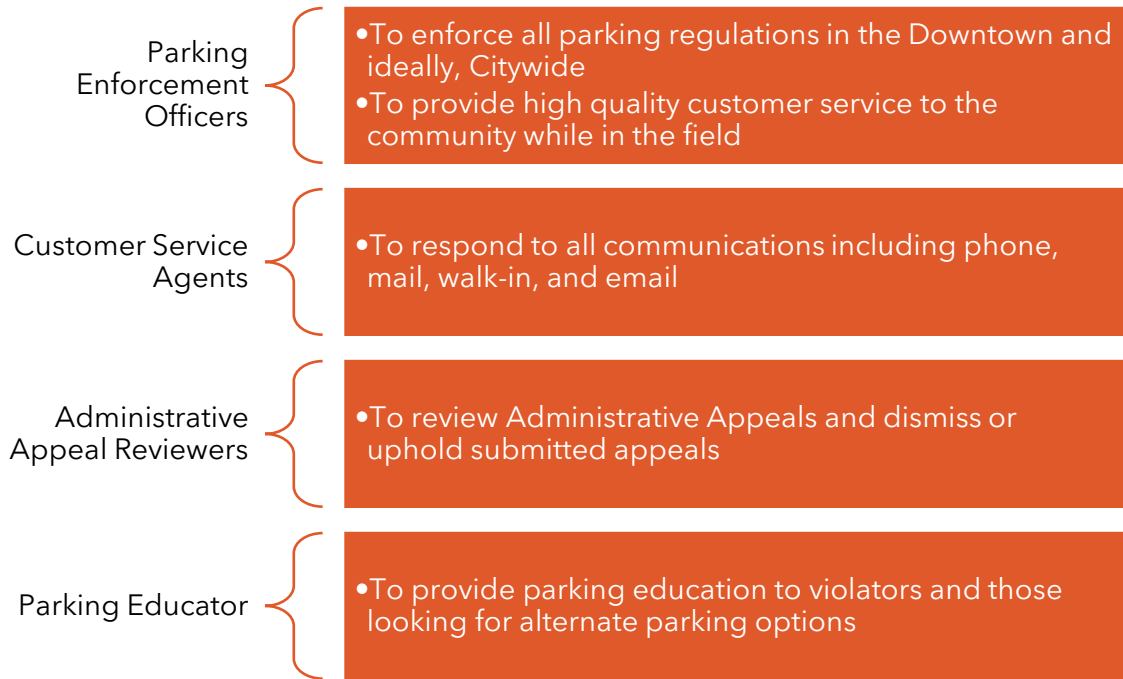 Parking
Enforcement
Officers
•To enforce all parking regulations in the Downtown and
ideally, Citywide
•To provide high quality customer service to the
community while in the field
Customer Service
Agents
•To respond to all communications including phone,
mail, walk-in, and email
Administrative
Appeal Reviewers
•To review Administrative Appeals and dismiss or
uphold submitted appeals
Parking Educator
•To provide parking education to violators and those
looking for alternate parking options